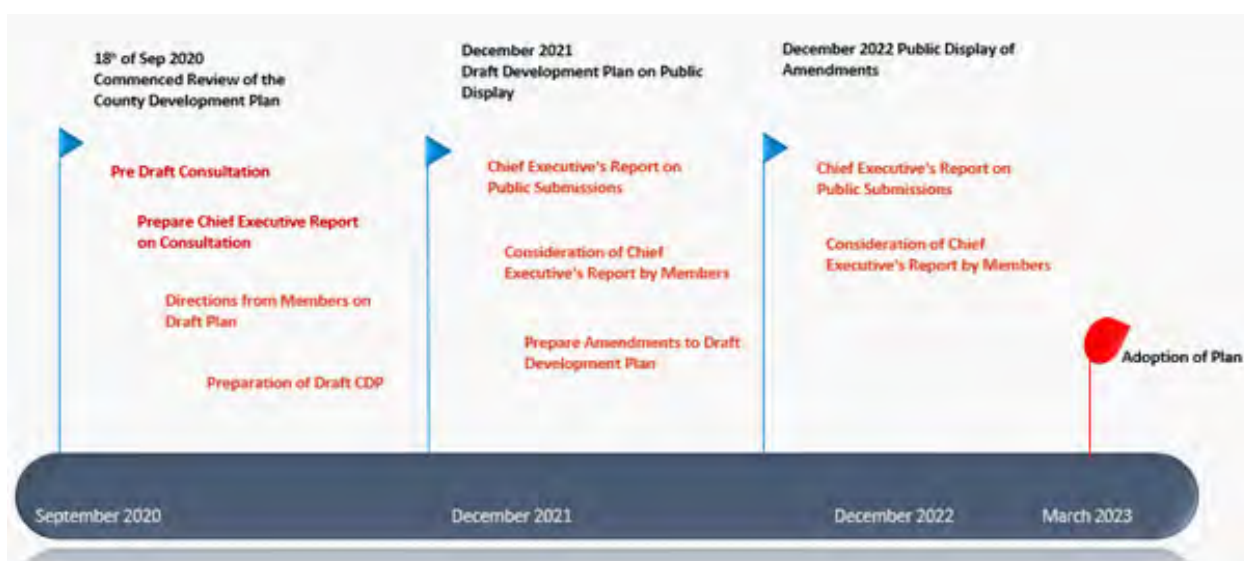 18th of Sep 2020
Commenced Review of the
County Development Plan
Pre Draft Consultation
Prepare Chief Executive Report
on Consultation
Directions from Members on
Draft Plan
Preparation of Draft CDP
December 2021
Draft Development Plan on Public
Display
Chief Executive's Report on
Public Submissions
Consideration of Chief
Executive's Report by Members
Prepare Amendments to Draft
Development Plan
December 2022 Public Display of
Amendments
Chief Executive's Report on
Public Submissions
Consideration of Chief
Executive's Report by Members
Adoption of Plan
September 2020
December 2021
December 2022
March 2023